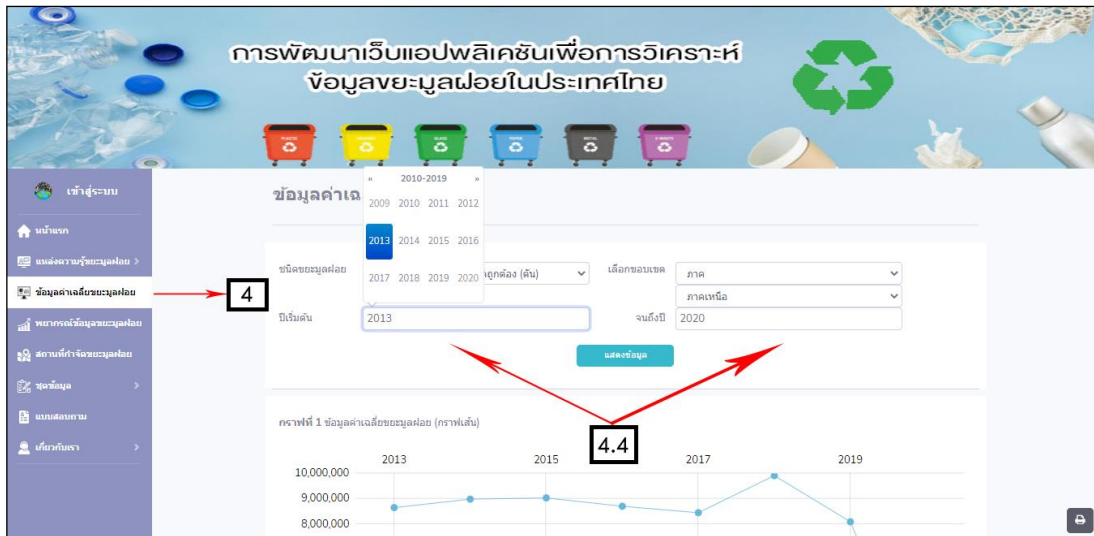 การพัฒนาเว็บแอปพลิเคชันเพื่อการวิเคราะห์
ข้อมูลขยะมูลฝอยในประเทศไทย
เข้าสู่ระบบ
หน้าแรก
แหล่งความรู้ขยะมูลฝอย >
ข้อมูลค่าเฉลี่ยขยะมูลฝอย
พยากรณ์ข้อมูลขยะมูลฝอย
สถานที่กำจัดขยะมูลฝอย
ชุดข้อมูล >
แบบสอบถาม
เกี่ยวกับเรา >
4
ข้อมูลค่าเฉ
« 2010-2019 »
2009 2010 2011 2012
2013 2014 2015 2016
2017 2018 2019 2020
ชนิดขยะมูลฝอย
ถูกต้อง (ตัน)
เลือกขอบเขต
ภาค
ภาคเหนือ
ปีเริ่มต้น
2013
จนถึงปี
2020
แสดงข้อมูล
4.4
กราฟที่ 1 ข้อมูลค่าเฉลี่ยขยะมูลฝอย (กราฟเส้น)
2013 2015 2017 2019
10,000,000
9,000,000
8,000,000